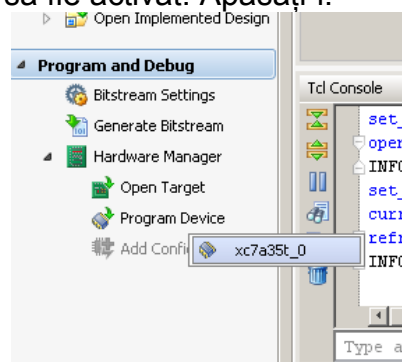 să fie activat. Apăsați-l.
Open Implemented Design
Program and Debug
Bitstream Settings
Generate Bitstream
Hardware Manager
Open Target
Program Device
Add Confi
xc7a35t_0
Tcl Console
set_
open
INFO
set_
curr
refr
INFO
Type a